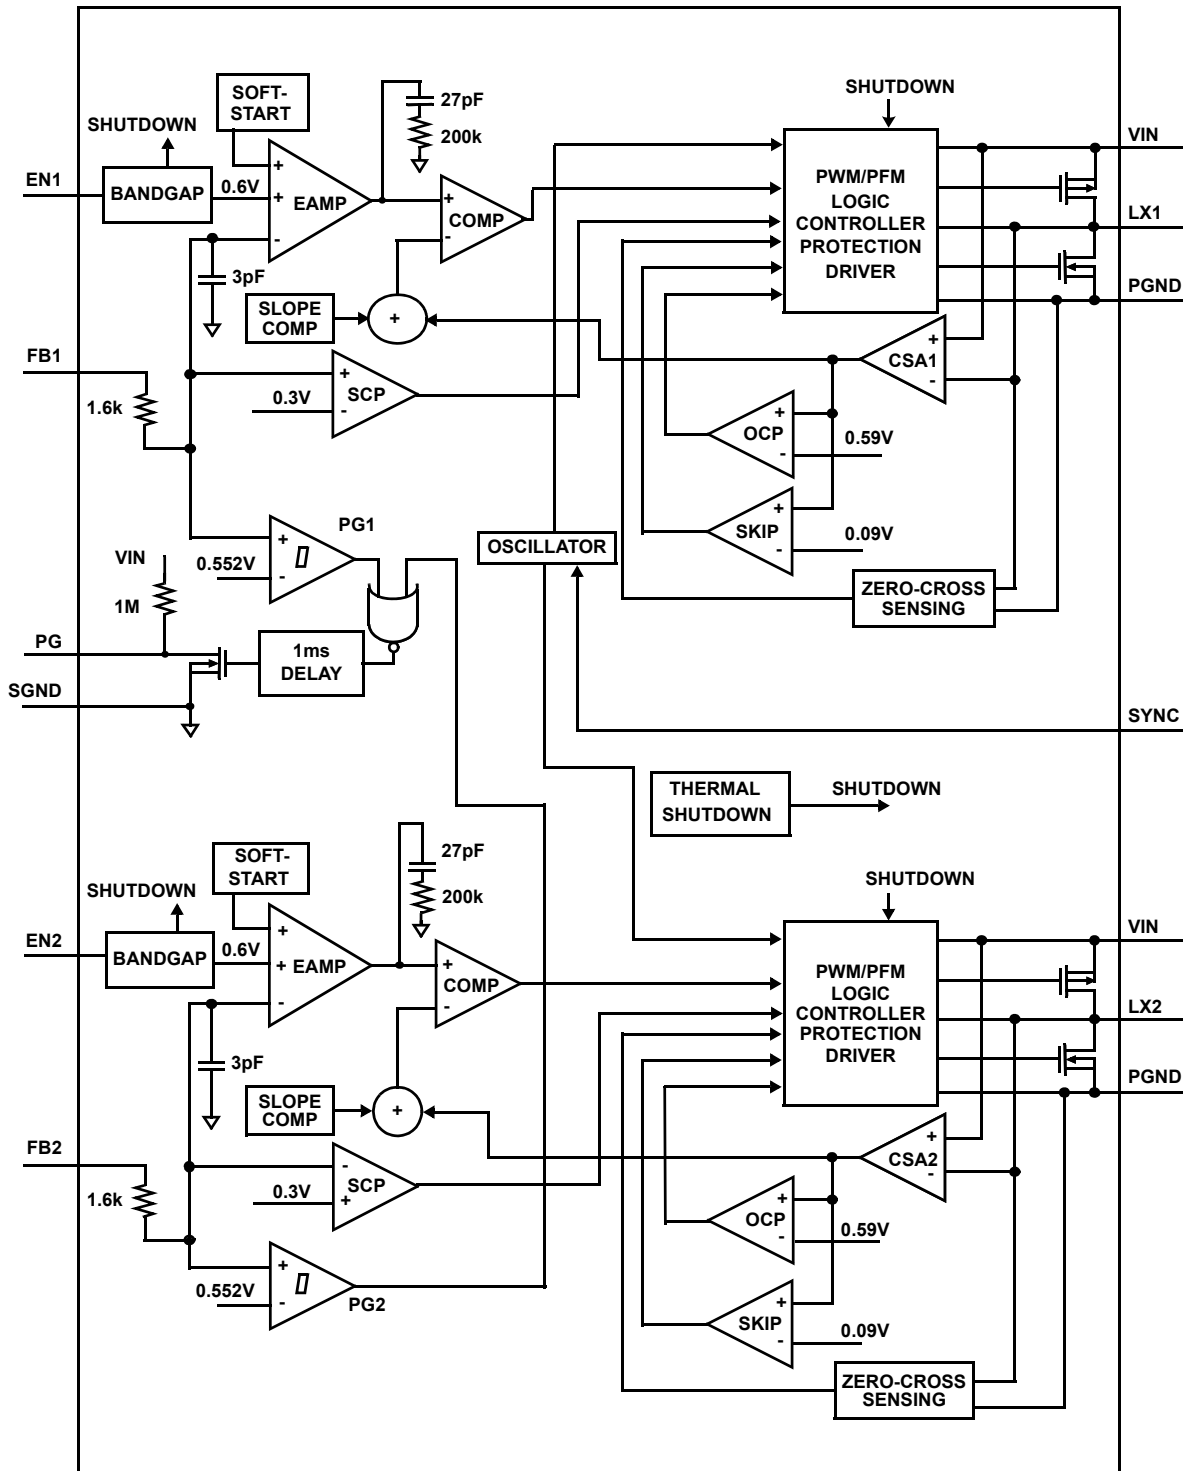 SOFT-
START
27pF
200k
SHUTDOWN
SHUTDOWN
VIN
EN1
BANDGAP
0.6V
+
+
-
EAMP
+
-
COMP
PWM/PFM
LOGIC
CONTROLLER
PROTECTION
DRIVER
LX1
3pF
SLOPE
COMP
+
PGND
FB1
1.6k
+
-
SCP
0.3V
+
-
CSA1
+
-
OCP
0.59V
+
-
SKIP
0.09V
PG1
+
-
0.552V
OSCILLATOR
VIN
1M
ZERO-CROSS
SENSING
PG
1ms
DELAY
SGND
SYNC
THERMAL
SHUTDOWN
SHUTDOWN
SOFT-
START
27pF
200k
SHUTDOWN
SHUTDOWN
VIN
EN2
BANDGAP
0.6V
+
+
-
EAMP
+
-
COMP
PWM/PFM
LOGIC
CONTROLLER
PROTECTION
DRIVER
LX2
3pF
SLOPE
COMP
+
PGND
FB2
1.6k
-
+
SCP
0.3V
+
-
CSA2
+
-
OCP
0.59V
+
-
0.552V
PG2
+
-
SKIP
0.09V
ZERO-CROSS
SENSING